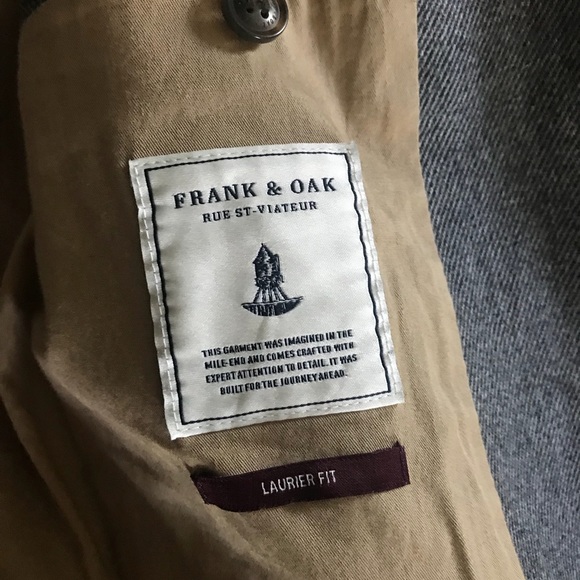 FRANK & OAK
RUE ST-VIATEUR
THIS GARMENT WAS IMAGINED IN THE
MILE-END AND COMES CRAFTED WITH
EXPERT ATTENTION TO DETAIL. IT WAS
BUILT FOR THE JOURNEY AHEAD.
LAURIER FIT